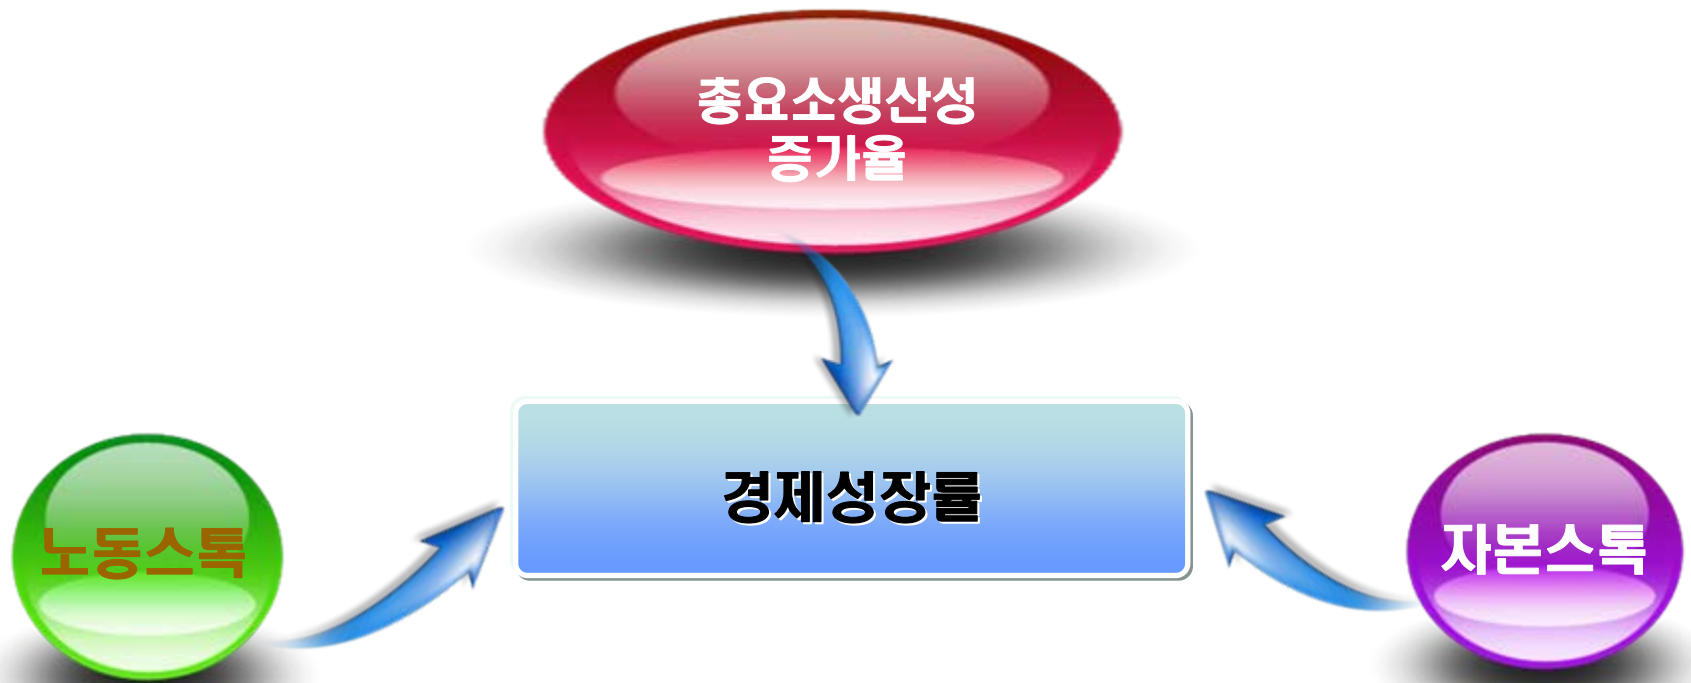 총요소생산성
증가율
경제성장률
노동스톡
자본스톡